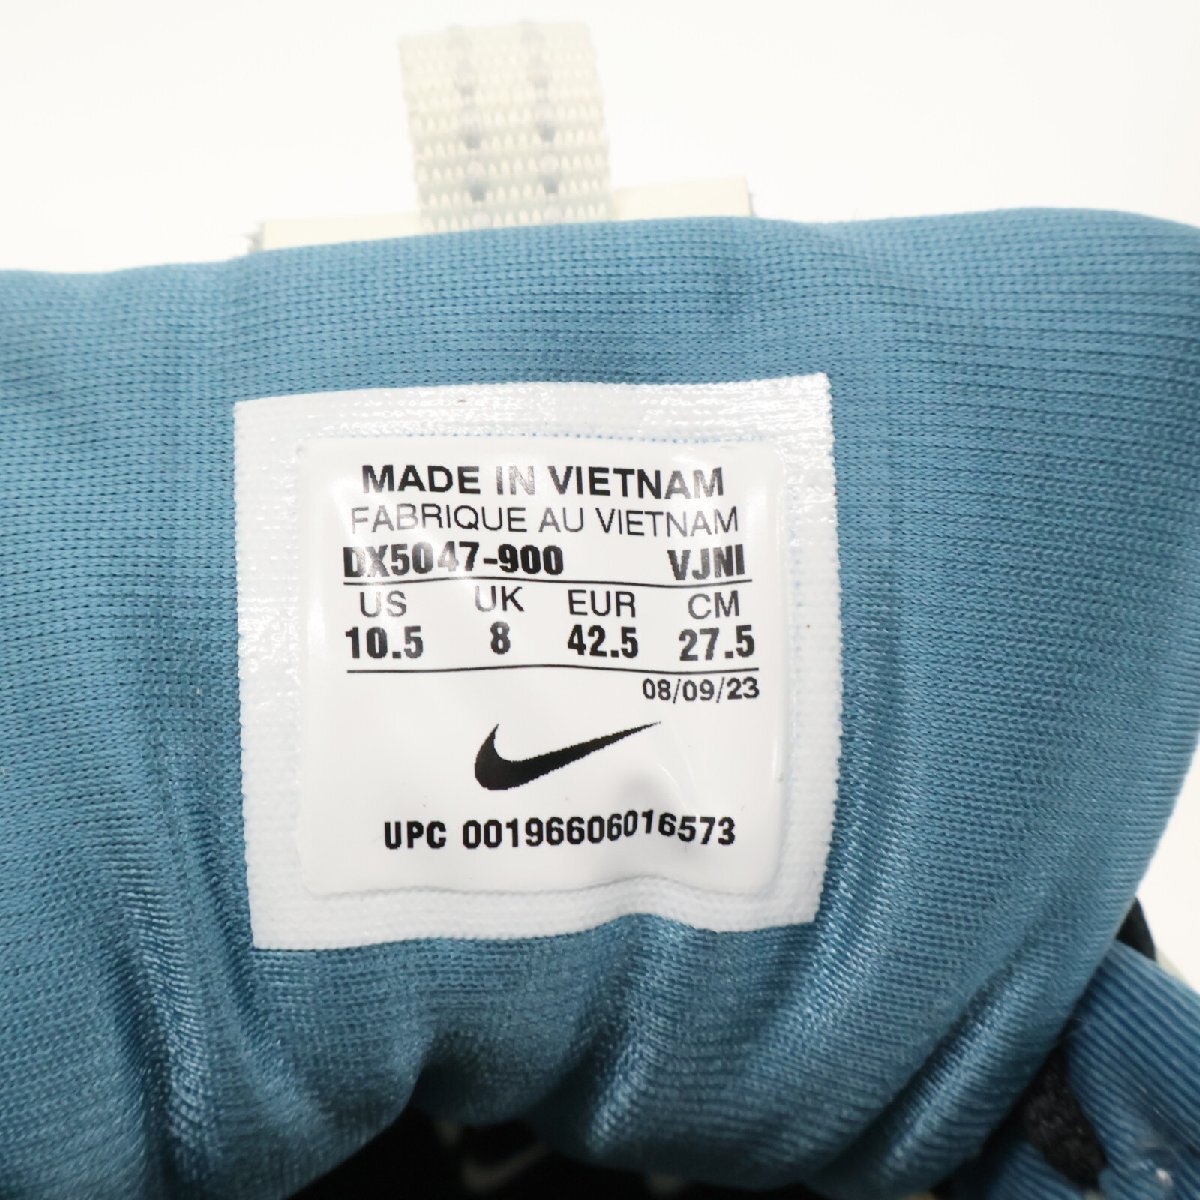 MADE IN VIETNAM
FABRIQUE AU VIETNAM
DX5047-900 VJNI
US UK EUR CM
10.5 8 42.5 27.5
08/09/23
UPC 00196606016573